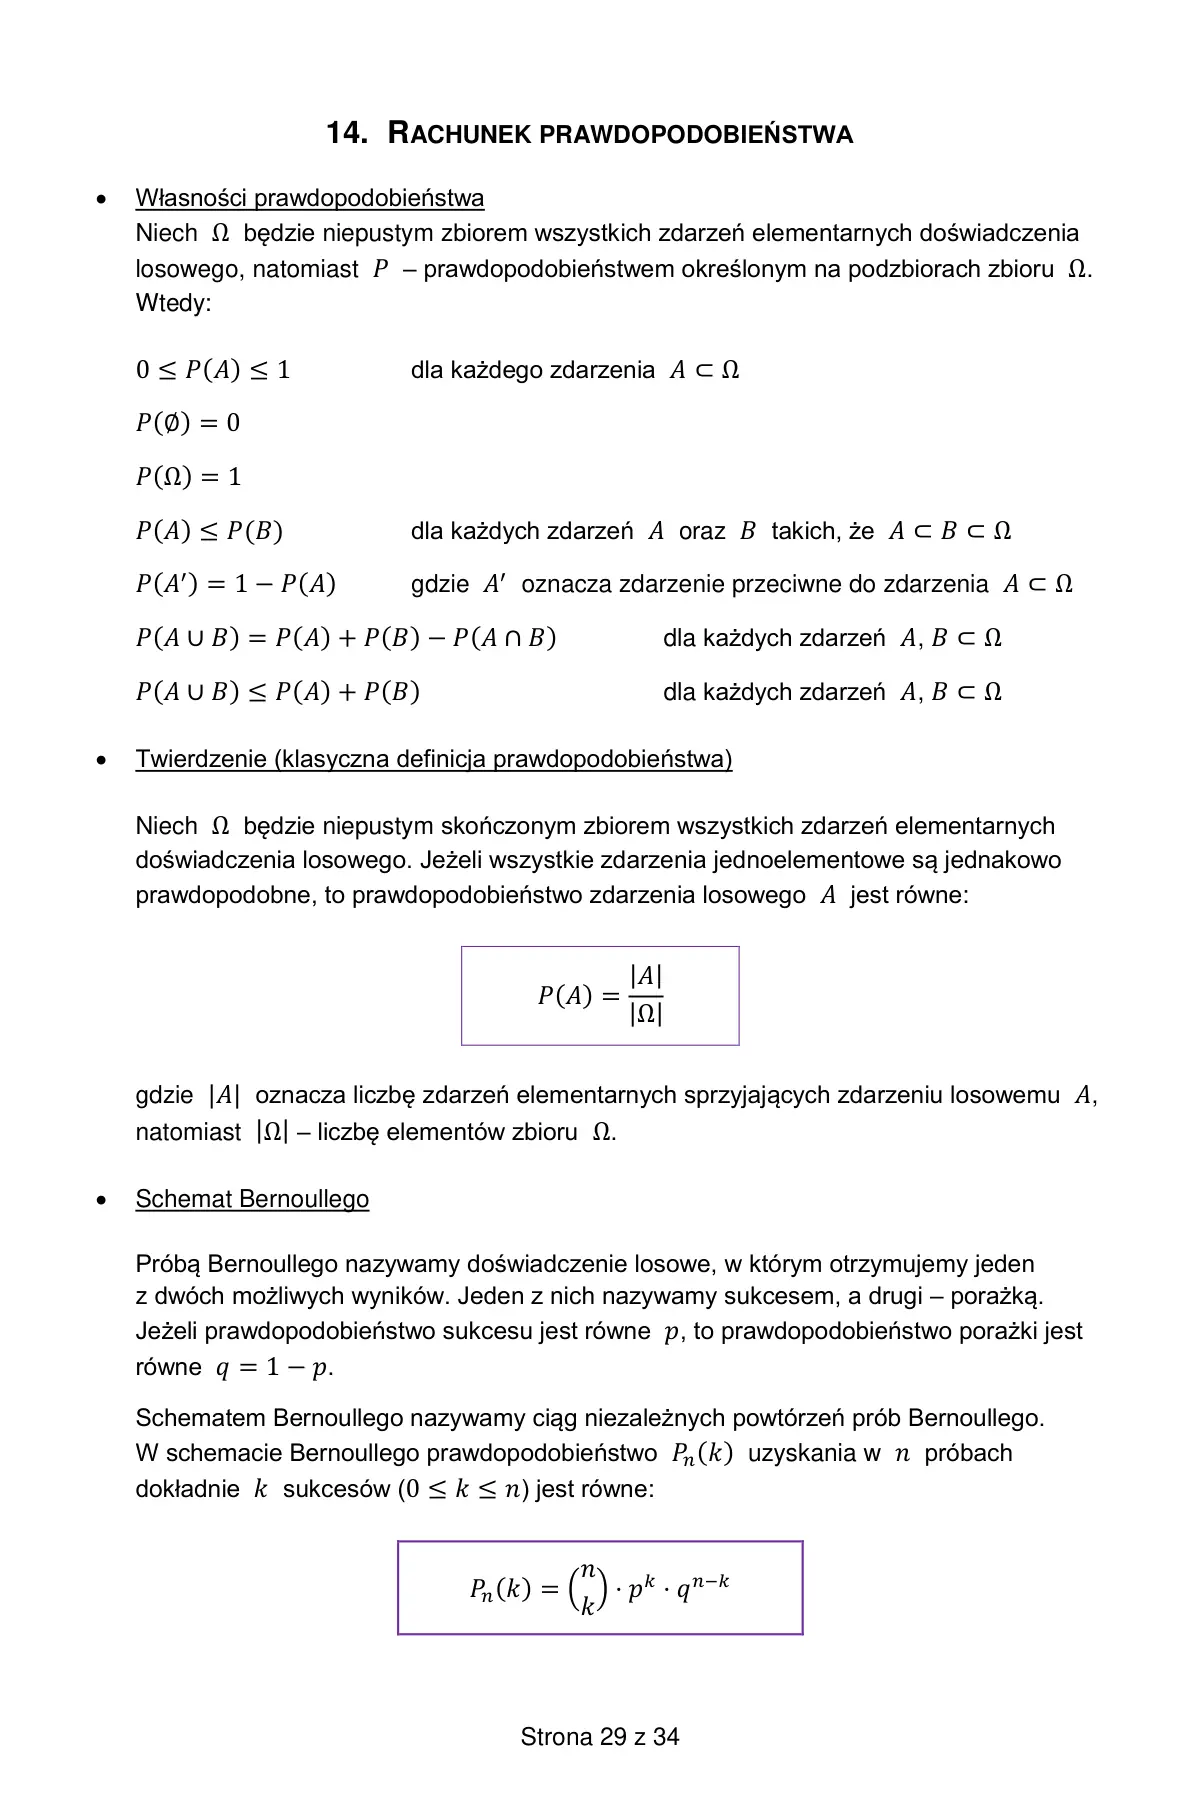 14. RACHUNEK PRAWDOPODOBIEŃSTWA
• Własności prawdopodobieństwa
Niech Ω będzie niepustym zbiorem wszystkich zdarzeń elementarnych doświadczenia
losowego, natomiast P – prawdopodobieństwem określonym na podzbiorach zbioru Ω.
Wtedy:
0 ≤ P(A) ≤ 1 dla każdego zdarzenia A ⊂ Ω
P(∅) = 0
P(Ω) = 1
P(A) ≤ P(B) dla każdych zdarzeń A oraz B takich, że A ⊂ B ⊂ Ω
P(A′) = 1 − P(A) gdzie A′ oznacza zdarzenie przeciwne do zdarzenia A ⊂ Ω
P(A ∪ B) = P(A) + P(B) − P(A ∩ B) dla każdych zdarzeń A, B ⊂ Ω
P(A ∪ B) ≤ P(A) + P(B) dla każdych zdarzeń A, B ⊂ Ω
• Twierdzenie (klasyczna definicja prawdopodobieństwa)
Niech Ω będzie niepustym skończonym zbiorem wszystkich zdarzeń elementarnych
doświadczenia losowego. Jeżeli wszystkie zdarzenia jednoelementowe są jednakowo
prawdopodobne, to prawdopodobieństwo zdarzenia losowego A jest równe:
P(A) = |A| / |Ω|
gdzie |A| oznacza liczbę zdarzeń elementarnych sprzyjających zdarzeniu losowemu A,
natomiast |Ω| – liczbę elementów zbioru Ω.
• Schemat Bernoullego
Próbą Bernoullego nazywamy doświadczenie losowe, w którym otrzymujemy jeden
z dwóch możliwych wyników. Jeden z nich nazywamy sukcesem, a drugi – porażką.
Jeżeli prawdopodobieństwo sukcesu jest równe p, to prawdopodobieństwo porażki jest
równe q = 1 − p.
Schematem Bernoullego nazywamy ciąg niezależnych powtórzeń prób Bernoullego.
W schemacie Bernoullego prawdopodobieństwo Pₙ(k) uzyskania w n próbach
dokładnie k sukcesów (0 ≤ k ≤ n) jest równe:
Pₙ(k) = (n k) · pᵏ · qⁿ⁻ᵏ
Strona 29 z 34